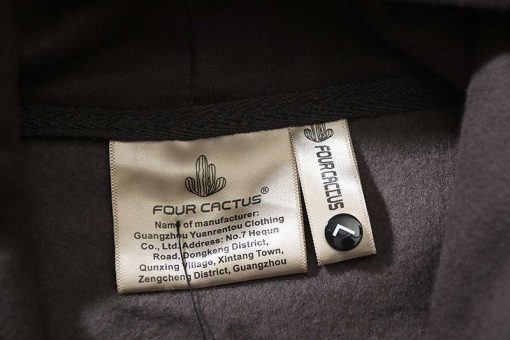 FOUR CACTUS®
Name of manufacturer:
Guangzhou Yuanrentou Clothing
Co., Ltd.Address: No.7 Hequn
Road, Dongkeng District,
Qunxing Village, Xintang Town,
Zengcheng District, Guangzhou
FOUR CACTUS
L